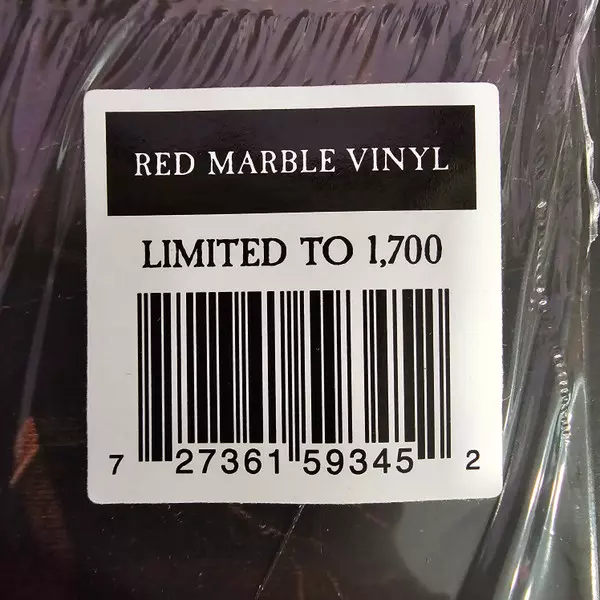 RED MARBLE VINYL
LIMITED TO 1,700
7 27361 59345 2